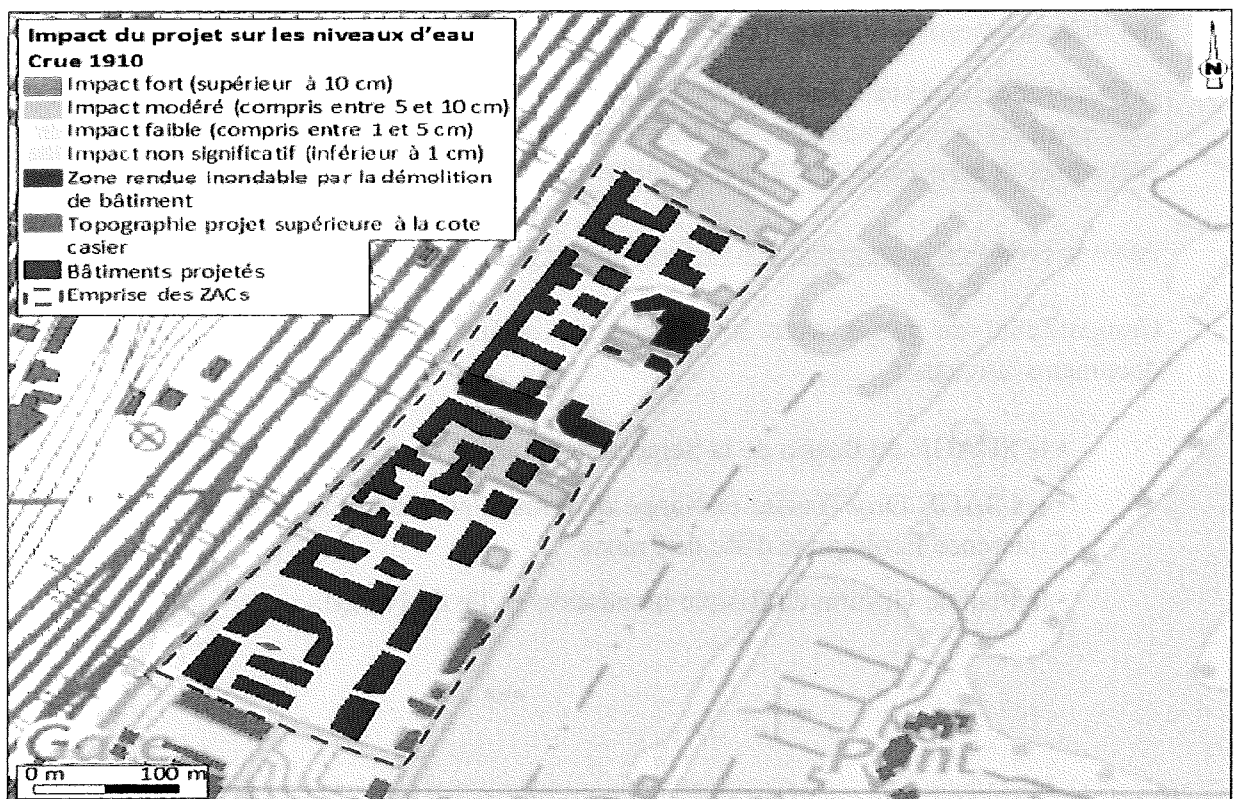 Impact du projet sur les niveaux d'eau
Crue 1910
Impact fort (supérieur à 10 cm)
Impact modéré (compris entre 5 et 10 cm)
Impact faible (compris entre 1 et 5 cm)
Impact non significatif (inférieur à 1 cm)
Zone rendue inondable par la démolition
de bâtiment
Topographie projet supérieure à la cote
casier
Bâtiments projetés
Emprise des ZACs
N
SEIN
Gare
Pont
0 m 100 m